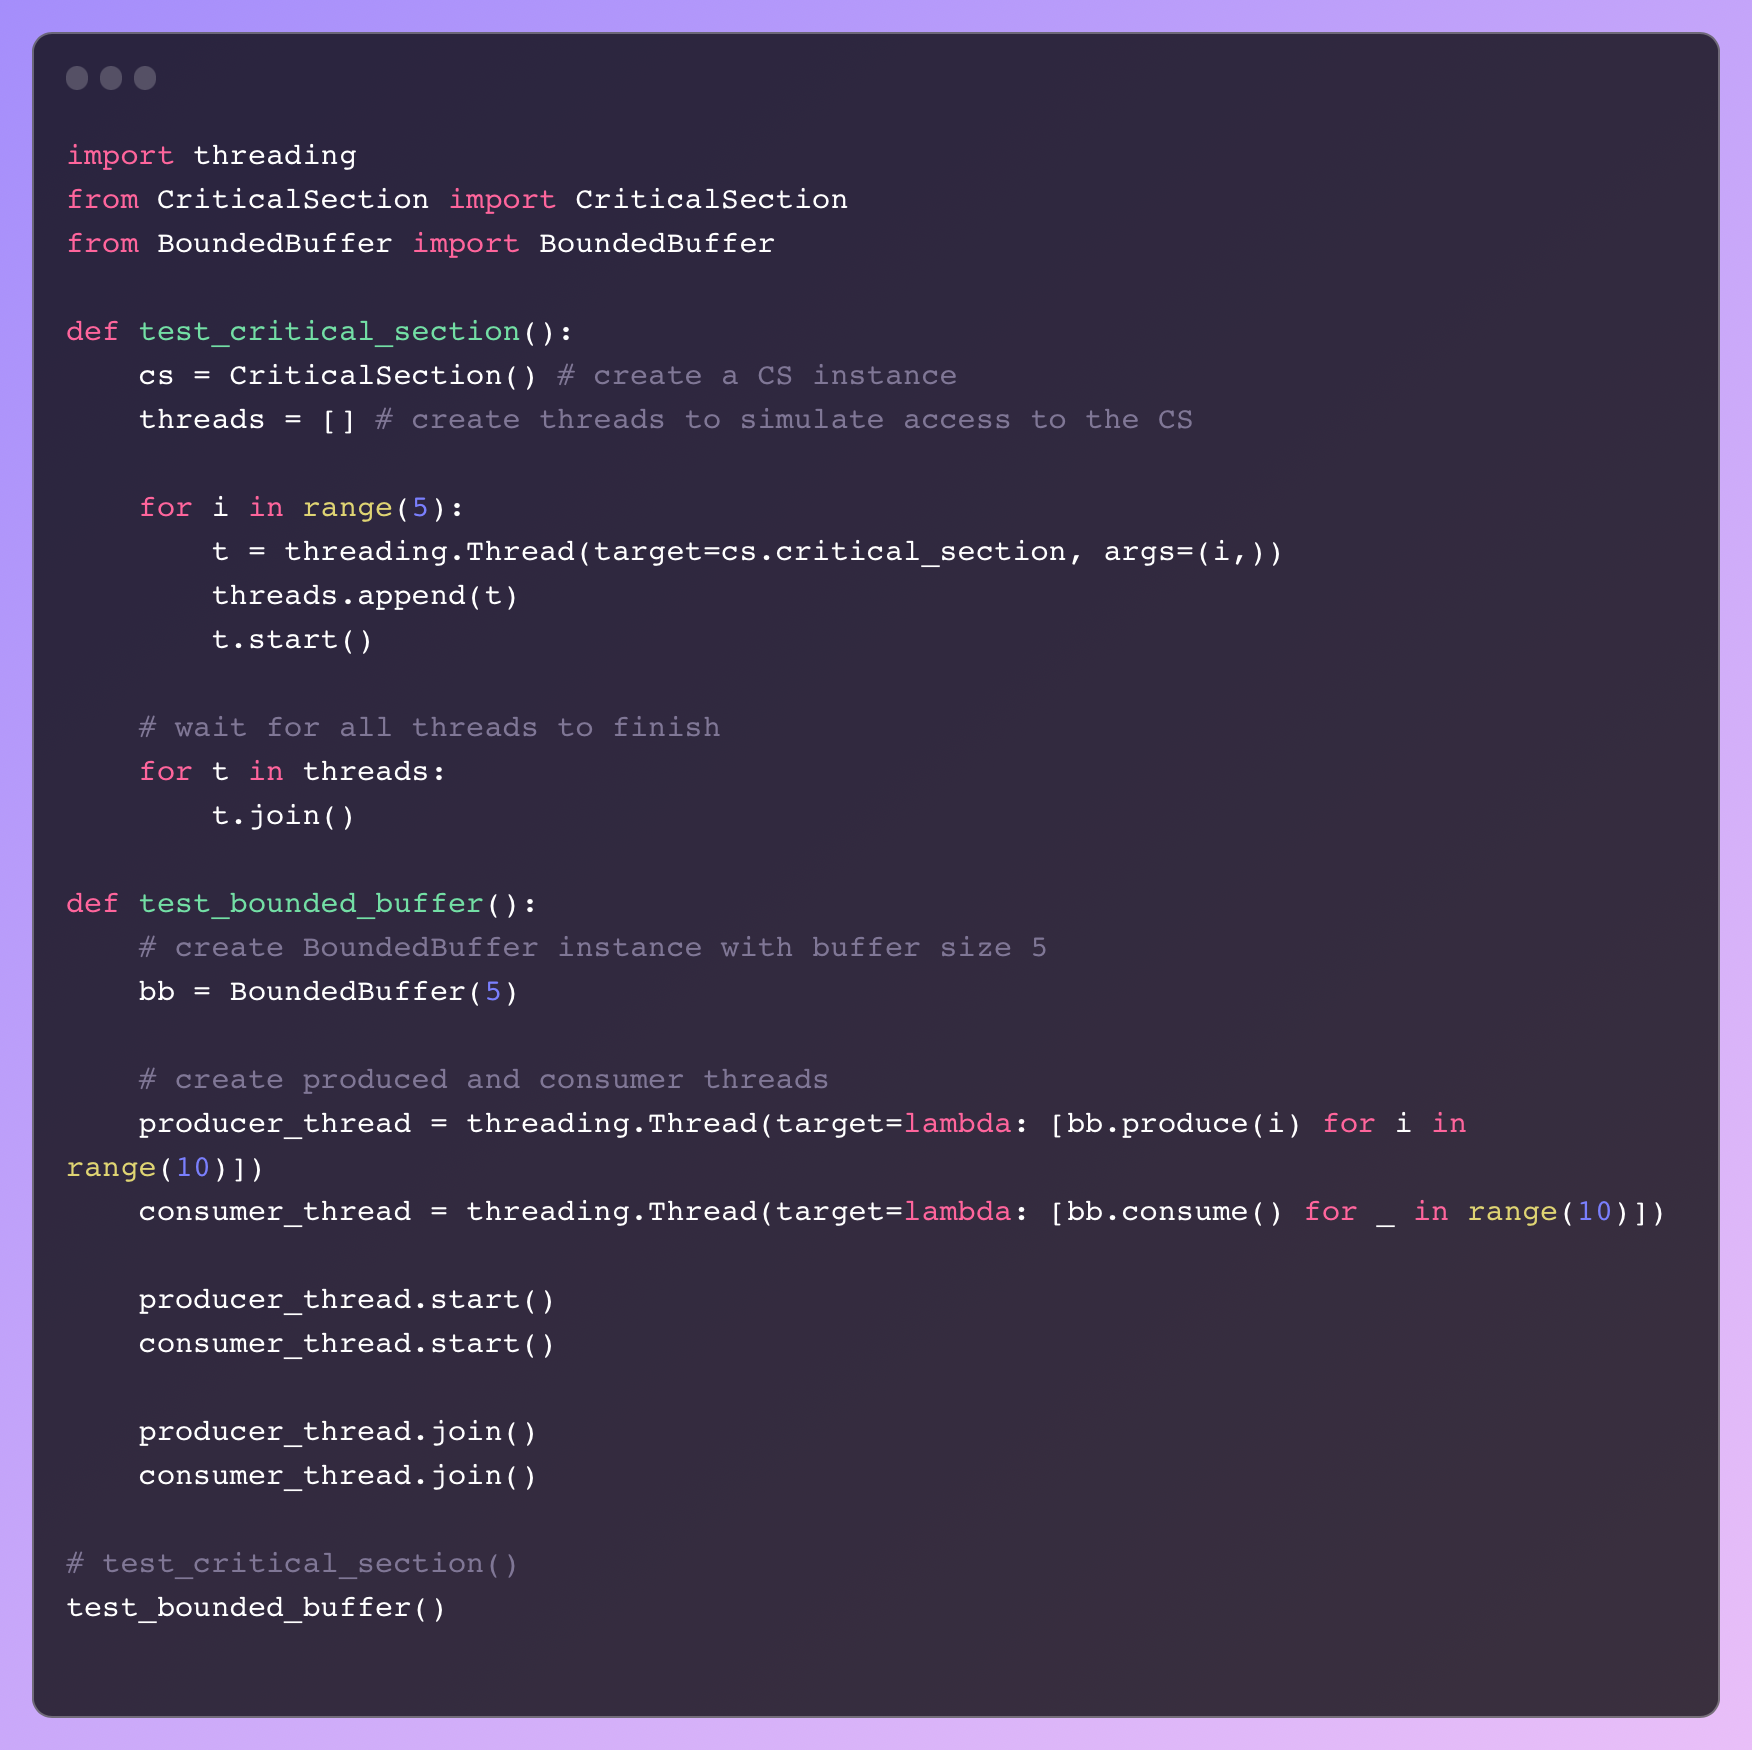 import threading
from CriticalSection import CriticalSection
from BoundedBuffer import BoundedBuffer

def test_critical_section():
    cs = CriticalSection() # create a CS instance
    threads = [] # create threads to simulate access to the CS

    for i in range(5):
        t = threading.Thread(target=cs.critical_section, args=(i,))
        threads.append(t)
        t.start()

    # wait for all threads to finish
    for t in threads:
        t.join()

def test_bounded_buffer():
    # create BoundedBuffer instance with buffer size 5
    bb = BoundedBuffer(5)

    # create produced and consumer threads
    producer_thread = threading.Thread(target=lambda: [bb.produce(i) for i in
range(10)])
    consumer_thread = threading.Thread(target=lambda: [bb.consume() for _ in range(10)])

    producer_thread.start()
    consumer_thread.start()

    producer_thread.join()
    consumer_thread.join()

# test_critical_section()
test_bounded_buffer()